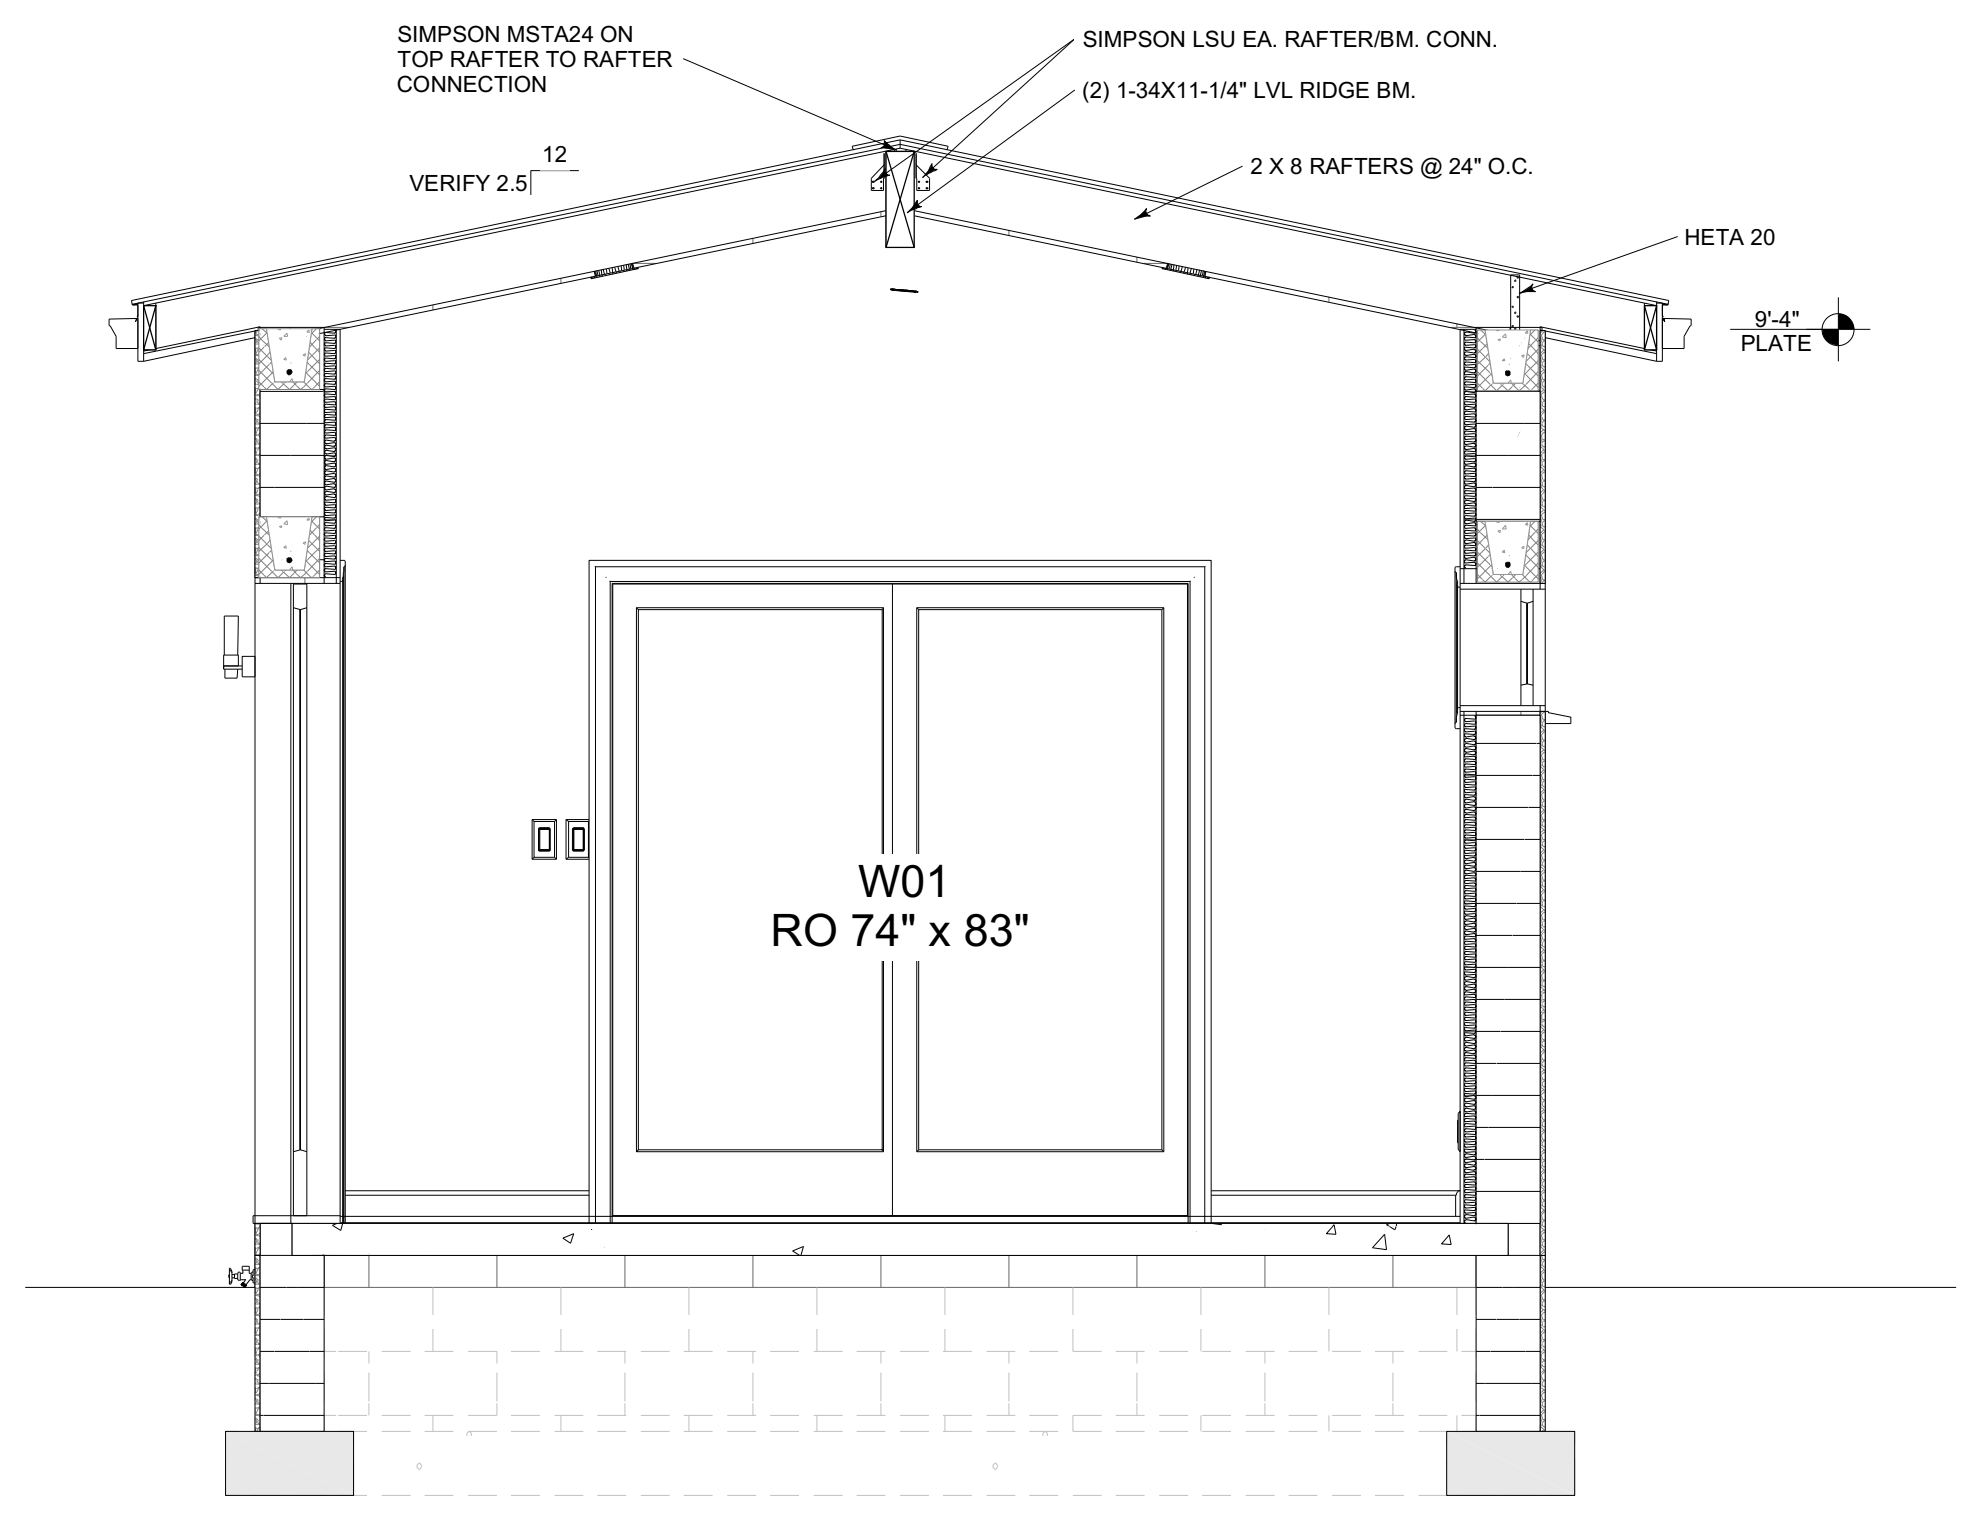 SIMPSON MSTA24 ON
TOP RAFTER TO RAFTER
CONNECTION
SIMPSON LSU EA. RAFTER/BM. CONN.
(2) 1-34X11-1/4" LVL RIDGE BM.
12
VERIFY 2.5
2 X 8 RAFTERS @ 24" O.C.
HETA 20
9'-4"
PLATE
W01
RO 74" x 83"